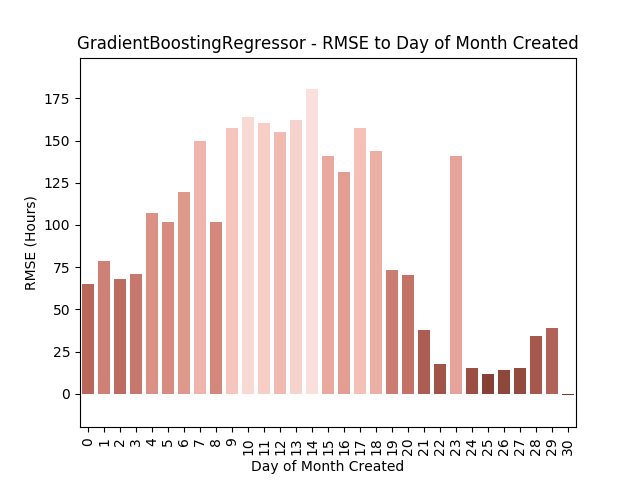 GradientBoostingRegressor - RMSE to Day of Month Created
175
150
125
100
75
50
25
0
RMSE (Hours)
0 1 2 3 4 5 6 7 8 9 10 11 12 13 14 15 16 17 18 19 20 21 22 23 24 25 26 27 28 29 30
Day of Month Created